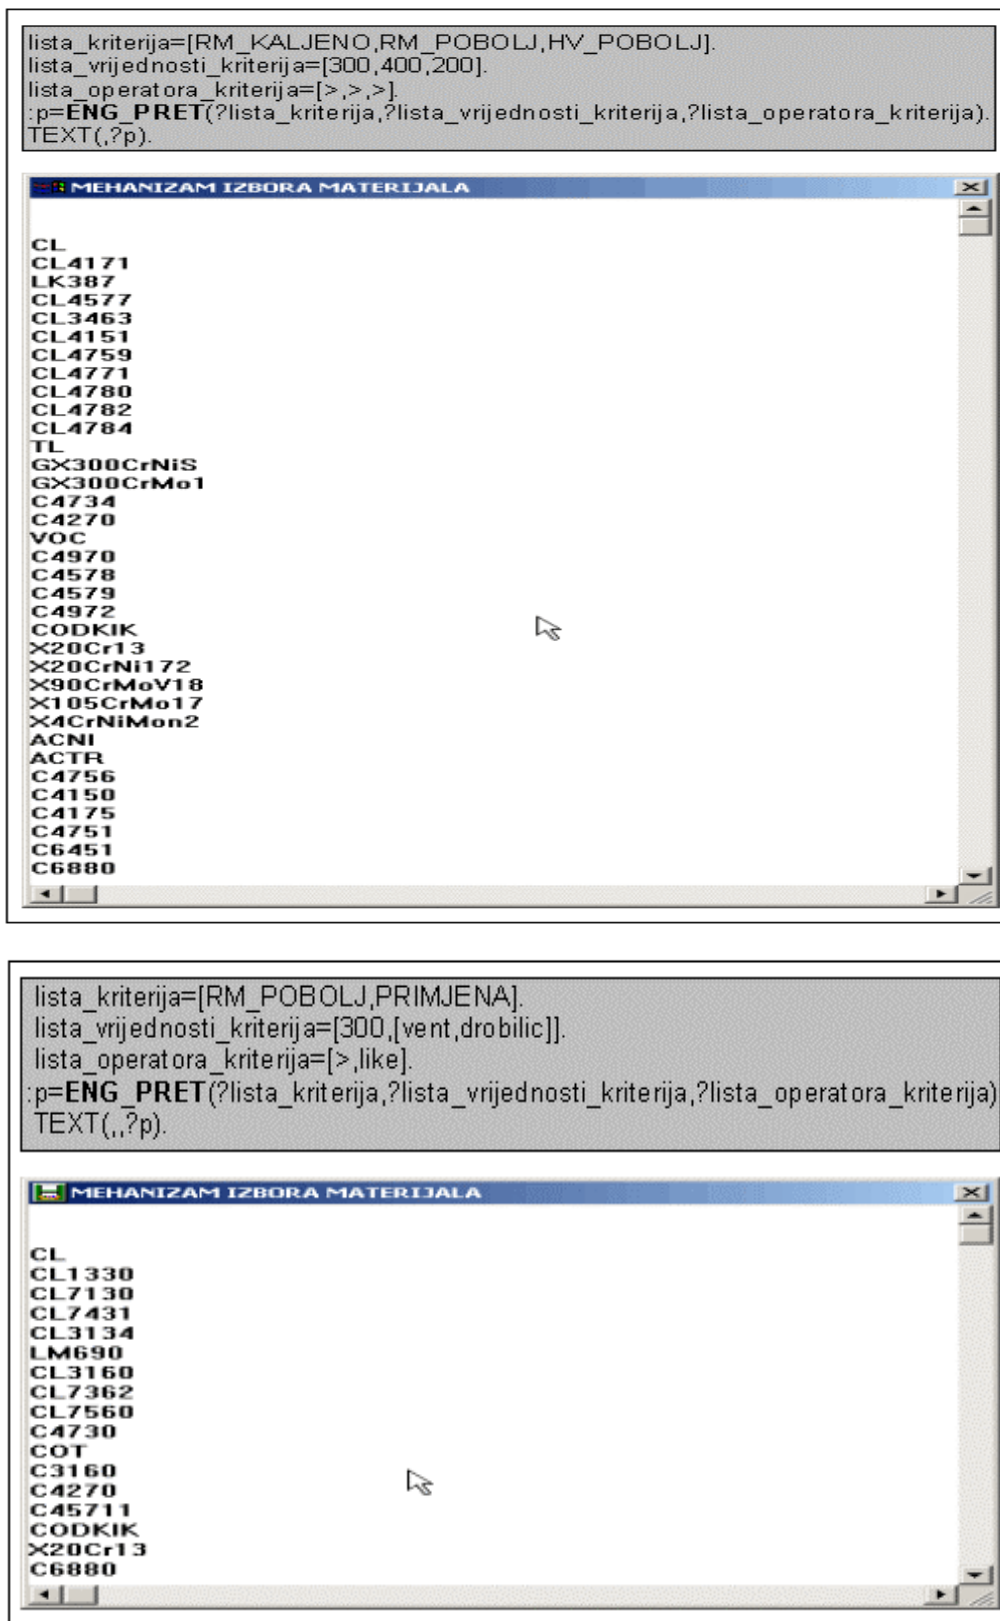 lista_kriterija=[RM_KALJENO,RM_POBOLJ,HV_POBOLJ].
lista_vrijednosti_kriterija=[300,400,200].
lista_operatora_kriterija=[>,>,>].
:p=ENG_PRET(?lista_kriterija,?lista_vrijednosti_kriterija,?lista_operatora_kriterija).
TEXT(,?p).
MEHANIZAM IZBORA MATERIJALA
CL
CL4171
LK387
CL4577
CL3463
CL4151
CL4759
CL4771
CL4780
CL4782
CL4784
TL
GX300CrNiS
GX300CrMo1
C4734
C4270
VOC
C4970
C4578
C4579
C4972
CODKIK
X20Cr13
X20CrNi172
X90CrMoV18
X105CrMo17
X4CrNiMon2
ACNI
ACTR
C4756
C4150
C4175
C4751
C6451
C6880
lista_kriterija=[RM_POBOLJ,PRIMJENA].
lista_vrijednosti_kriterija=[300,[vent,drobilic]].
lista_operatora_kriterija=[>,like].
:p=ENG_PRET(?lista_kriterija,?lista_vrijednosti_kriterija,?lista_operatora_kriterija)
TEXT(,,?p).
MEHANIZAM IZBORA MATERIJALA
CL
CL1330
CL7130
CL7431
CL3134
LM690
CL3160
CL7362
CL7560
C4730
COT
C3160
C4270
C45711
CODKIK
X20Cr13
C6880